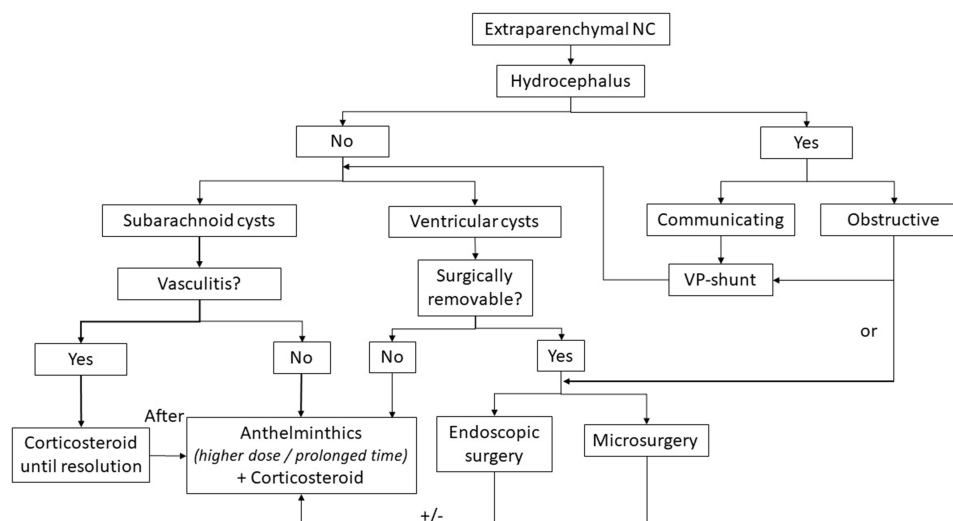 Extraparenchymal NC
Hydrocephalus
No
Yes
Subarachnoid cysts
Ventricular cysts
Communicating
Obstructive
Vasculitis?
Surgically
removable?
VP-shunt
or
Yes
No
No
Yes
After
Corticosteroid
until resolution
Anthelminthics
(higher dose / prolonged time)
+ Corticosteroid
Endoscopic
surgery
Microsurgery
+/-